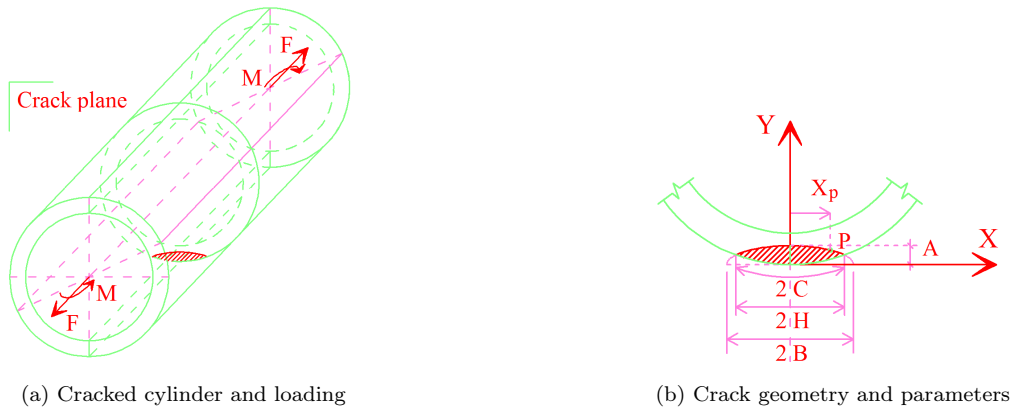 F
M
Crack plane
M
F
(a) Cracked cylinder and loading
Y
Xp
P
X
A
2 C
2 H
2 B
(b) Crack geometry and parameters